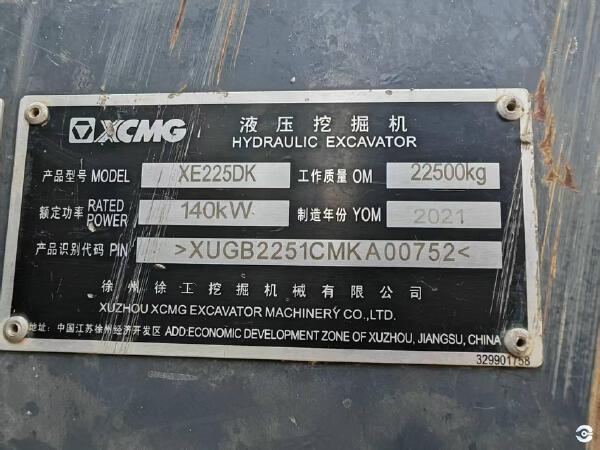 XCMG 液压挖掘机
HYDRAULIC EXCAVATOR
产品型号 MODEL XE225DK 工作质量 OM 22500kg
额定功率 RATED POWER 140kW 制造年份 YOM 2021
产品识别代码 PIN >XUGB2251CMKA00752<
徐州徐工挖掘机械有限公司
XUZHOU XCMG EXCAVATOR MACHINERY CO.,LTD.
地址: 中国江苏徐州经济开发区 ADD:ECONOMIC DEVELOPMENT ZONE OF XUZHOU, JIANGSU, CHINA
329901758